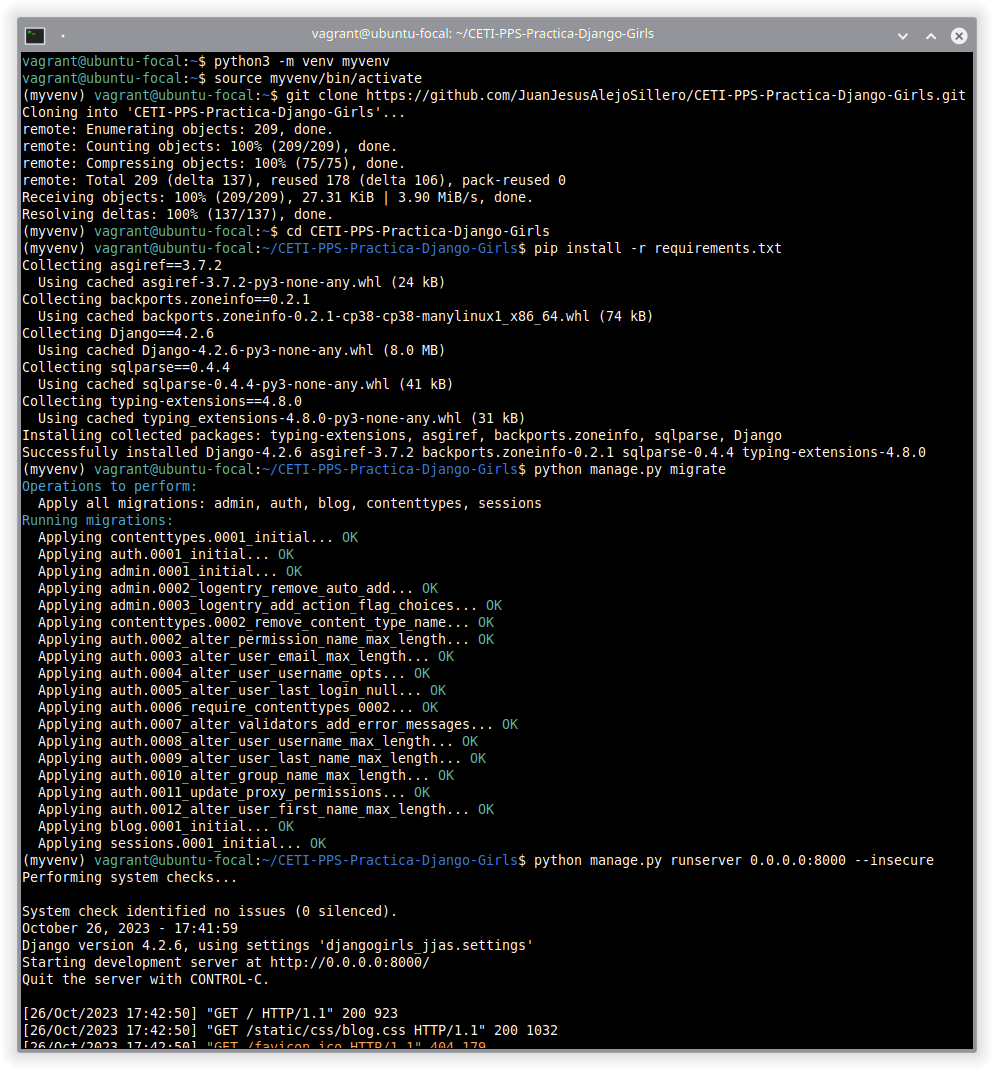 vagrant@ubuntu-focal: ~/CETI-PPS-Practica-Django-Girls
vagrant@ubuntu-focal:~$ python3 -m venv myvenv
vagrant@ubuntu-focal:~$ source myvenv/bin/activate
(myvenv) vagrant@ubuntu-focal:~$ git clone https://github.com/JuanJesusAlejoSillero/CETI-PPS-Practica-Django-Girls.git
Cloning into 'CETI-PPS-Practica-Django-Girls'...
remote: Enumerating objects: 209, done.
remote: Counting objects: 100% (209/209), done.
remote: Compressing objects: 100% (75/75), done.
remote: Total 209 (delta 137), reused 178 (delta 106), pack-reused 0
Receiving objects: 100% (209/209), 27.31 KiB | 3.90 MiB/s, done.
Resolving deltas: 100% (137/137), done.
(myvenv) vagrant@ubuntu-focal:~$ cd CETI-PPS-Practica-Django-Girls
(myvenv) vagrant@ubuntu-focal:~/CETI-PPS-Practica-Django-Girls$ pip install -r requirements.txt
Collecting asgiref==3.7.2
  Using cached asgiref-3.7.2-py3-none-any.whl (24 kB)
Collecting backports.zoneinfo==0.2.1
  Using cached backports.zoneinfo-0.2.1-cp38-cp38-manylinux1_x86_64.whl (74 kB)
Collecting Django==4.2.6
  Using cached Django-4.2.6-py3-none-any.whl (8.0 MB)
Collecting sqlparse==0.4.4
  Using cached sqlparse-0.4.4-py3-none-any.whl (41 kB)
Collecting typing-extensions==4.8.0
  Using cached typing_extensions-4.8.0-py3-none-any.whl (31 kB)
Installing collected packages: typing-extensions, asgiref, backports.zoneinfo, sqlparse, Django
Successfully installed Django-4.2.6 asgiref-3.7.2 backports.zoneinfo-0.2.1 sqlparse-0.4.4 typing-extensions-4.8.0
(myvenv) vagrant@ubuntu-focal:~/CETI-PPS-Practica-Django-Girls$ python manage.py migrate
Operations to perform:
  Apply all migrations: admin, auth, blog, contenttypes, sessions
Running migrations:
  Applying contenttypes.0001_initial... OK
  Applying auth.0001_initial... OK
  Applying admin.0001_initial... OK
  Applying admin.0002_logentry_remove_auto_add... OK
  Applying admin.0003_logentry_add_action_flag_choices... OK
  Applying contenttypes.0002_remove_content_type_name... OK
  Applying auth.0002_alter_permission_name_max_length... OK
  Applying auth.0003_alter_user_email_max_length... OK
  Applying auth.0004_alter_user_username_opts... OK
  Applying auth.0005_alter_user_last_login_null... OK
  Applying auth.0006_require_contenttypes_0002... OK
  Applying auth.0007_alter_validators_add_error_messages... OK
  Applying auth.0008_alter_user_username_max_length... OK
  Applying auth.0009_alter_user_last_name_max_length... OK
  Applying auth.0010_alter_group_name_max_length... OK
  Applying auth.0011_update_proxy_permissions... OK
  Applying auth.0012_alter_user_first_name_max_length... OK
  Applying blog.0001_initial... OK
  Applying sessions.0001_initial... OK
(myvenv) vagrant@ubuntu-focal:~/CETI-PPS-Practica-Django-Girls$ python manage.py runserver 0.0.0.0:8000 --insecure
Performing system checks...

System check identified no issues (0 silenced).
October 26, 2023 - 17:41:59
Django version 4.2.6, using settings 'djangogirls_jjas.settings'
Starting development server at http://0.0.0.0:8000/
Quit the server with CONTROL-C.

[26/Oct/2023 17:42:50] "GET / HTTP/1.1" 200 923
[26/Oct/2023 17:42:50] "GET /static/css/blog.css HTTP/1.1" 200 1032
[26/Oct/2023 17:42:50] "GET /favicon.ico HTTP/1.1" 404 179